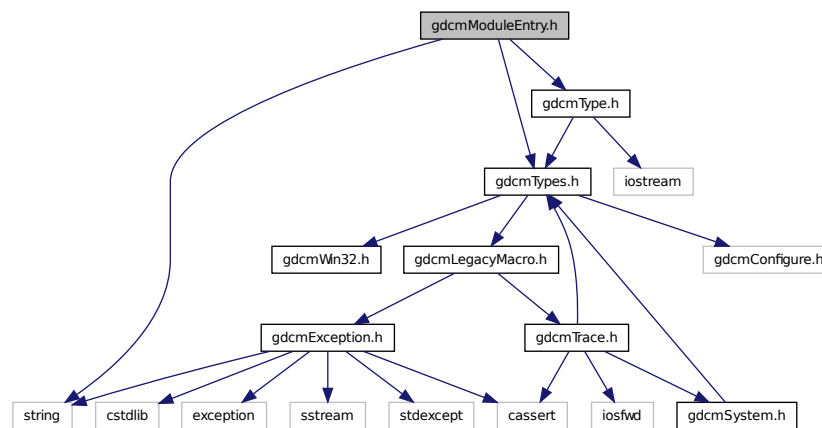 gdcmModuleEntry.h
gdcmType.h
gdcmTypes.h
iostream
gdcmWin32.h
gdcmLegacyMacro.h
gdcmConfigure.h
gdcmException.h
gdcmTrace.h
string
cstdlib
exception
sstream
stdexcept
cassert
iosfwd
gdcmSystem.h